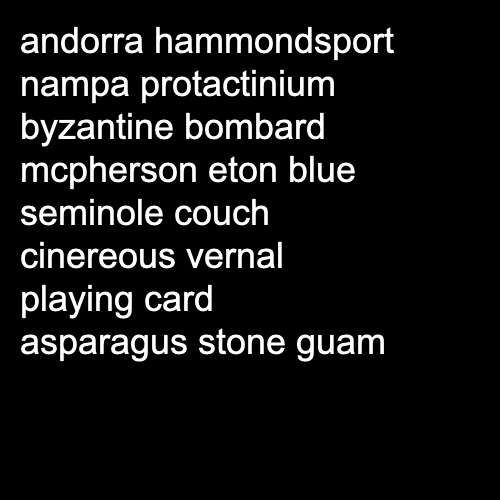 andorra hammondsport
nampa protactinium
byzantine bombard
mcpherson eton blue
seminole couch
cinereous vernal
playing card
asparagus stone guam